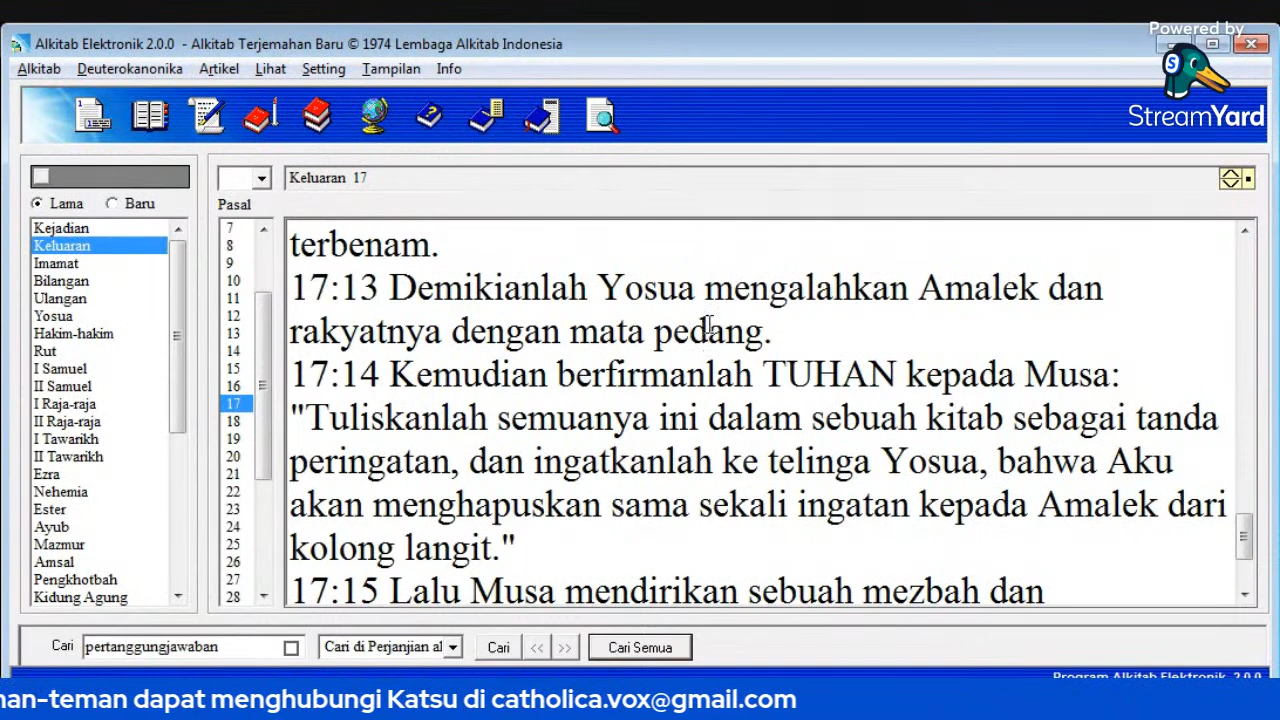 Powered by
Alkitab Elektronik 2.0.0 - Alkitab Terjemahan Baru © 1974 Lembaga Alkitab Indonesia
StreamYard
Alkitab Deuterokanonika Artikel Lihat Setting Tampilan Info
Keluaran 17
Lama Baru
Pasal
Kejadian
Keluaran
Imamat
Bilangan
Ulangan
Yosua
Hakim-hakim
Rut
I Samuel
II Samuel
I Raja-raja
II Raja-raja
I Tawarikh
II Tawarikh
Ezra
Nehemia
Ester
Ayub
Mazmur
Amsal
Pengkhotbah
Kidung Agung
7
8
9
10
11
12
13
14
15
16
17
18
19
20
21
22
23
24
25
26
27
28
terbenam.
17:13 Demikianlah Yosua mengalahkan Amalek dan
rakyatnya dengan mata pedang.
17:14 Kemudian berfirmanlah TUHAN kepada Musa:
"Tuliskanlah semuanya ini dalam sebuah kitab sebagai tanda
peringatan, dan ingatkanlah ke telinga Yosua, bahwa Aku
akan menghapuskan sama sekali ingatan kepada Amalek dari
kolong langit."
17:15 Lalu Musa mendirikan sebuah mezbah dan
Cari pertanggungjawaban Cari di Perjanjian al Cari << >> Cari Semua
Program Alkitab Elektronik 2.0.0
nan-teman dapat menghubungi Katsu di catholica.vox@gmail.com